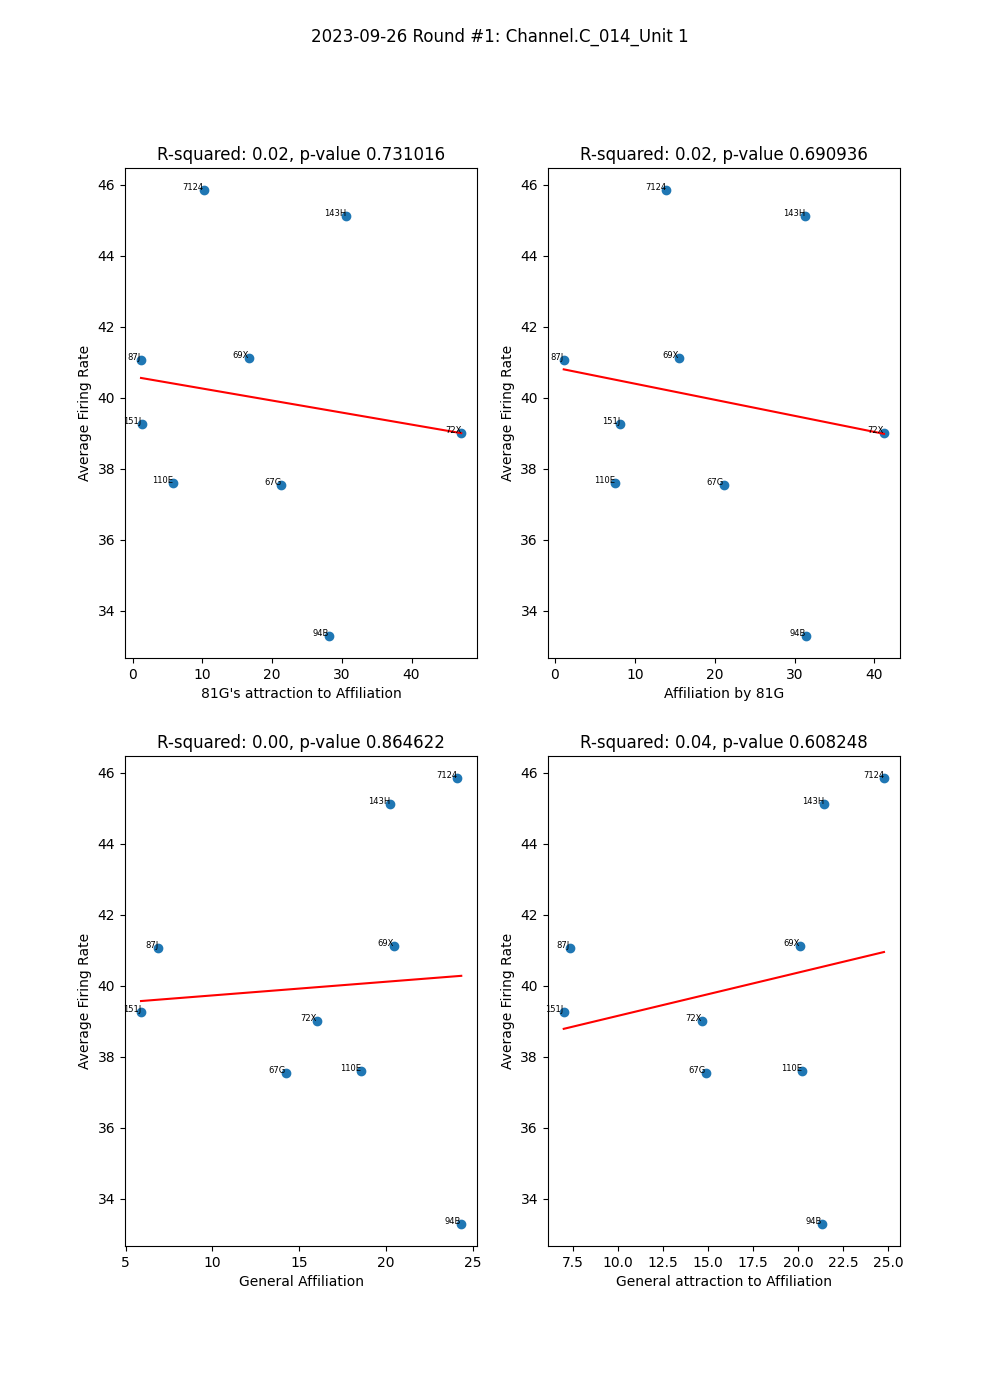 2023-09-26 Round #1: Channel.C_014_Unit 1
R-squared: 0.02, p-value 0.731016
46
44
42
40
38
36
34
Average Firing Rate
7124
143H
87J
69X
151J
72X
110E
67G
94B
0 10 20 30 40
81G's attraction to Affiliation
R-squared: 0.02, p-value 0.690936
46
44
42
40
38
36
34
Average Firing Rate
7124
143H
87J
69X
151J
72X
110E
67G
94B
0 10 20 30 40
Affiliation by 81G
R-squared: 0.00, p-value 0.864622
46
44
42
40
38
36
34
Average Firing Rate
7124
143H
87J
69X
151J
72X
67G
110E
94B
5 10 15 20 25
General Affiliation
R-squared: 0.04, p-value 0.608248
46
44
42
40
38
36
34
Average Firing Rate
7124
143H
87J
69X
151J
72X
67G
110E
94B
7.5 10.0 12.5 15.0 17.5 20.0 22.5 25.0
General attraction to Affiliation